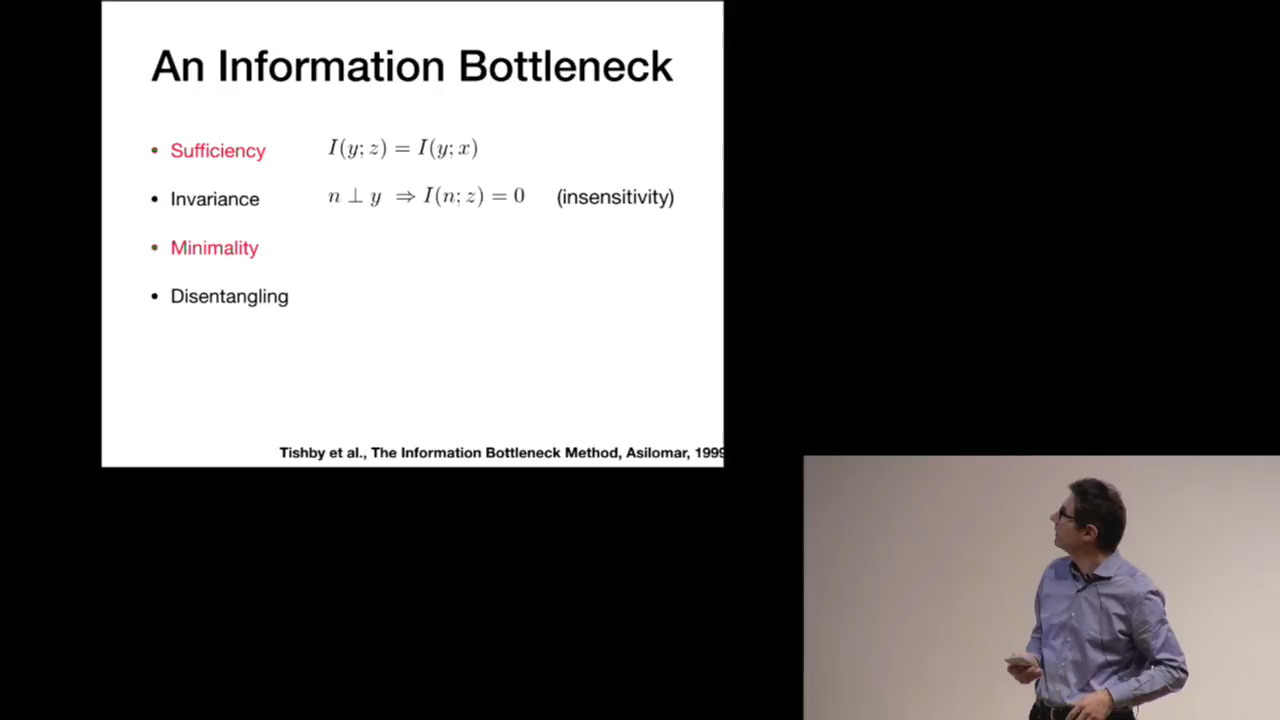 An Information Bottleneck
• Sufficiency I(y; z) = I(y; x)
• Invariance n ⊥ y ⇒ I(n; z) = 0 (insensitivity)
• Minimality
• Disentangling
Tishby et al., The Information Bottleneck Method, Asilomar, 1999